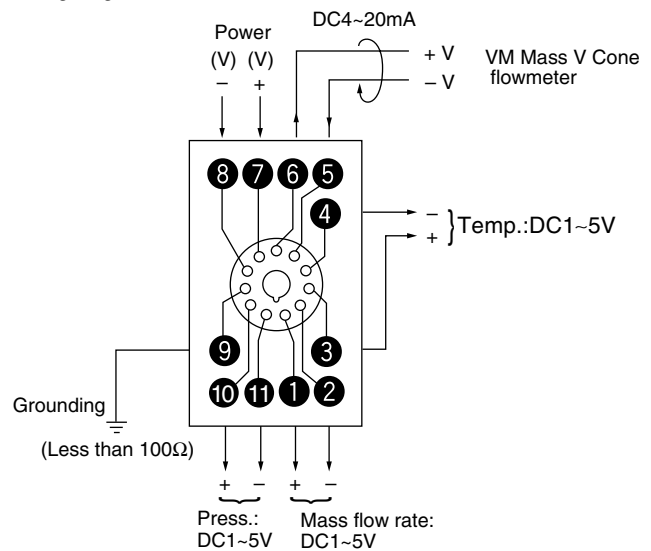 DC4~20mA
Power
(V) (V)
– +
+ V
– V
VM Mass V Cone
flowmeter
8 7 6 5
4
–
+
}Temp.:DC1~5V
9 3
10 11 1 2
Grounding
(Less than 100Ω)
+ – + –
Press.: Mass flow rate:
DC1~5V DC1~5V